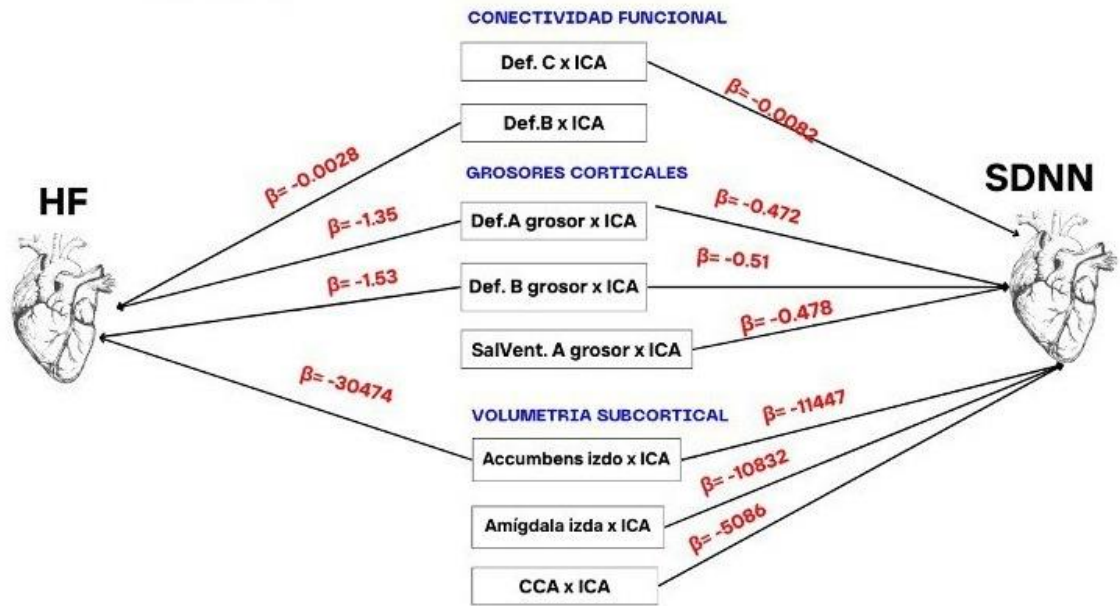 CONECTIVIDAD FUNCIONAL
Def. C x ICA
β= -0.0082
Def.B x ICA
β= -0.0028
GROSORES CORTICALES
HF
SDNN
Def.A grosor x ICA
β= -1.35
β= -0.472
Def. B grosor x ICA
β= -1.53
β= -0.51
SalVent. A grosor x ICA
β= -0.478
β= -30474
VOLUMETRIA SUBCORTICAL
β= -11447
Accumbens izdo x ICA
β= -10832
Amígdala izda x ICA
β= -5086
CCA x ICA